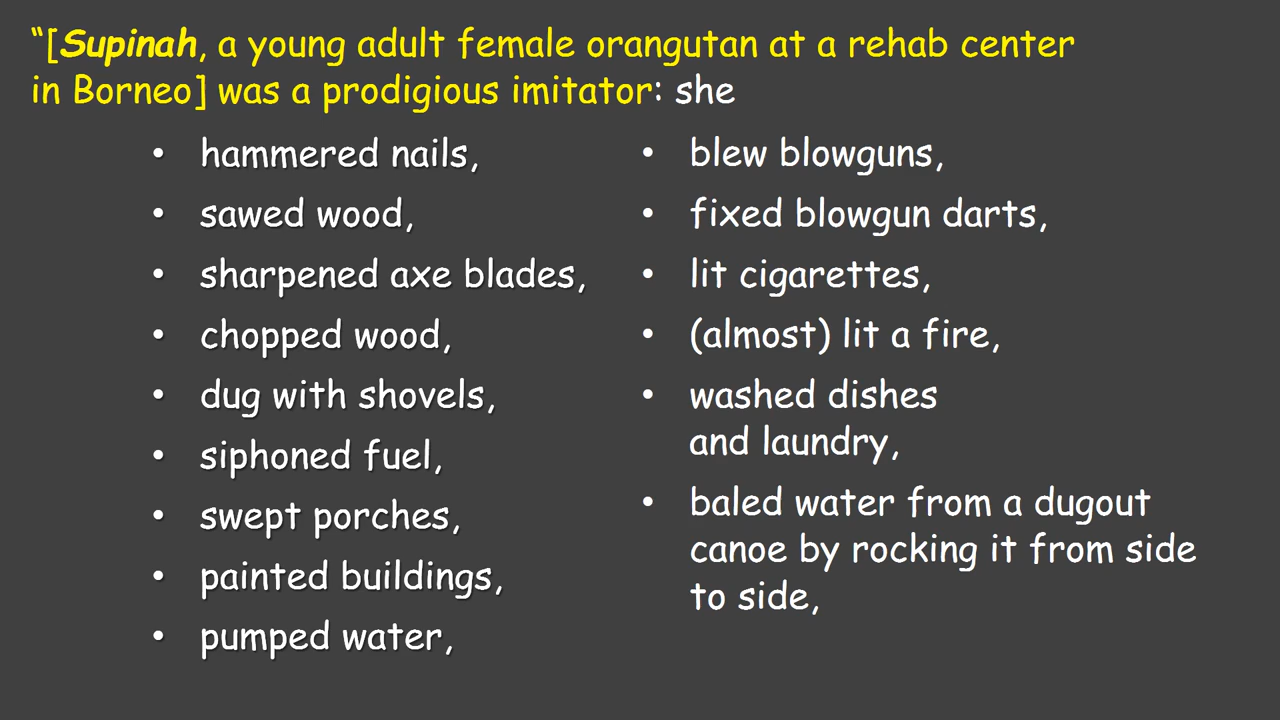 “[Supinah, a young adult female orangutan at a rehab center
in Borneo] was a prodigious imitator: she
• hammered nails,
• sawed wood,
• sharpened axe blades,
• chopped wood,
• dug with shovels,
• siphoned fuel,
• swept porches,
• painted buildings,
• pumped water,
• blew blowguns,
• fixed blowgun darts,
• lit cigarettes,
• (almost) lit a fire,
• washed dishes
and laundry,
• baled water from a dugout
canoe by rocking it from side
to side,